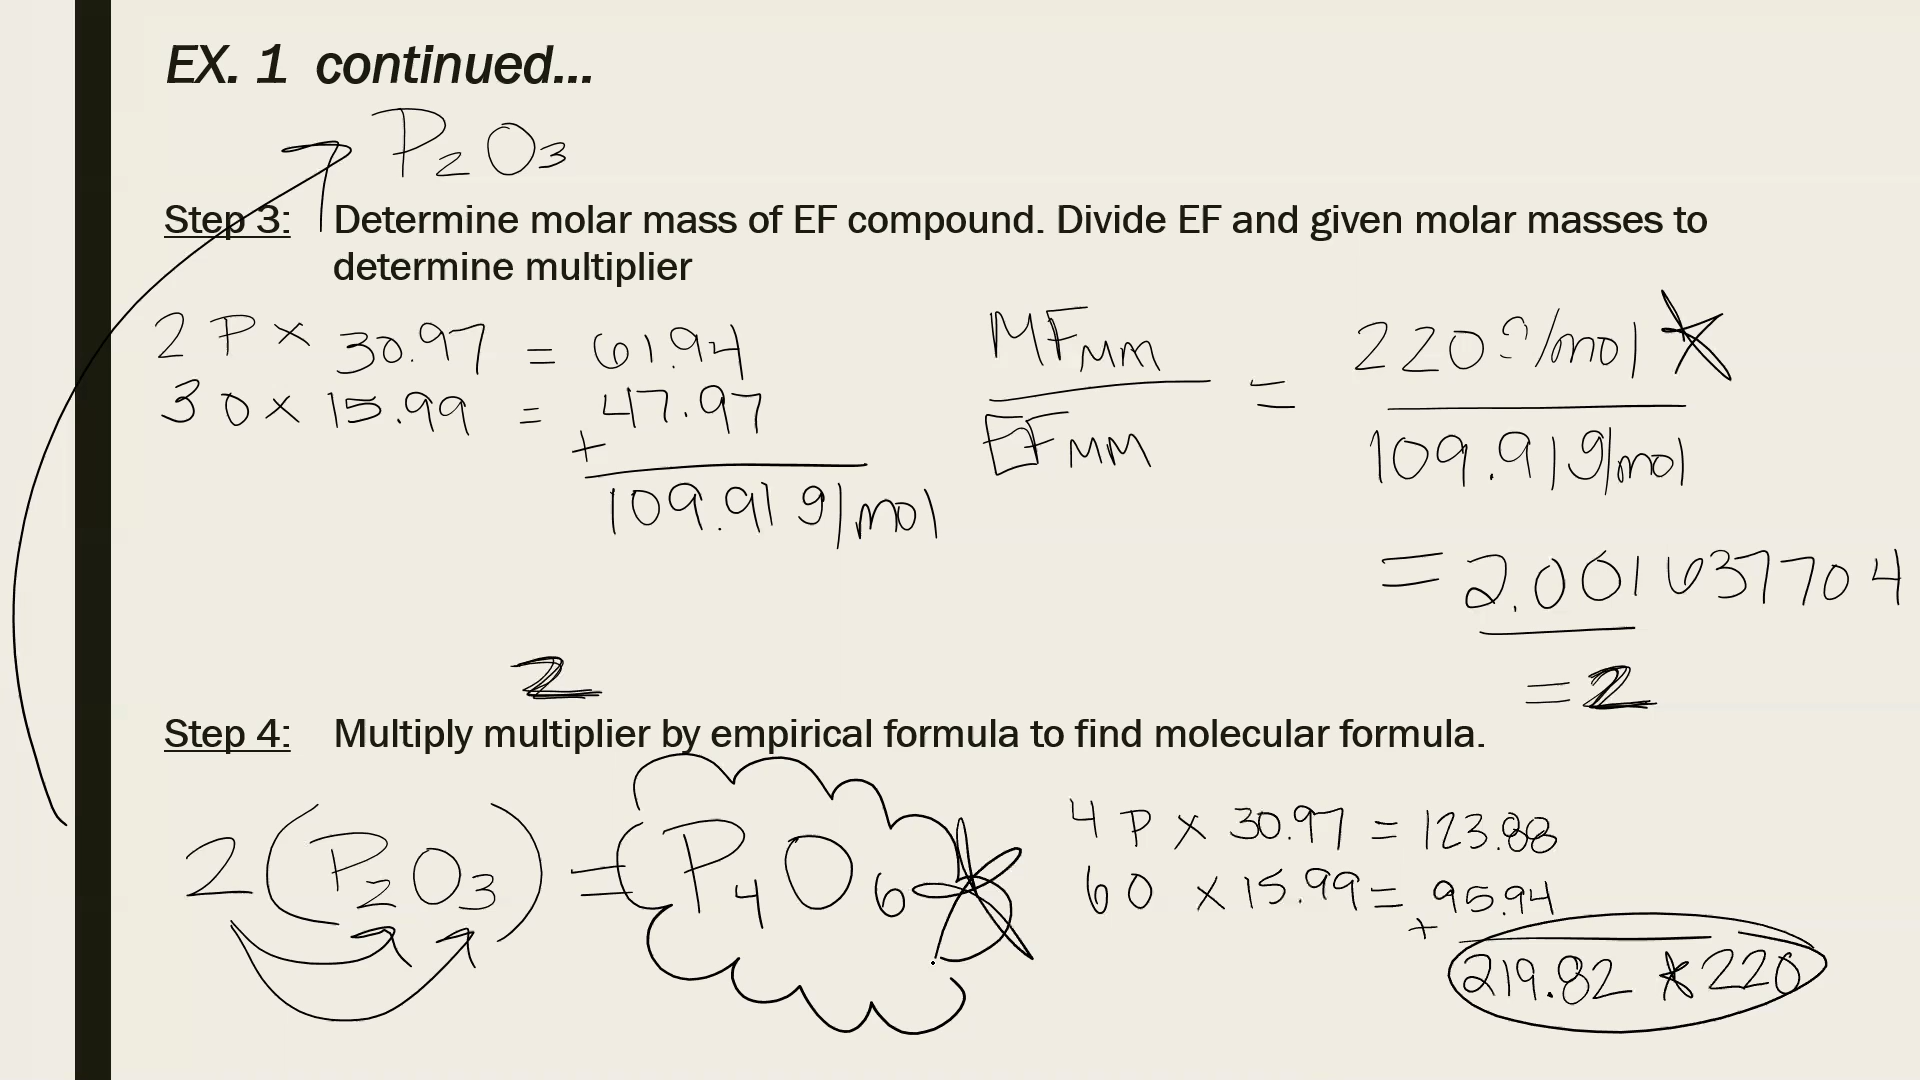 EX. 1 continued...
P2O3
Step 3: Determine molar mass of EF compound. Divide EF and given molar masses to
determine multiplier
2 P x 30.97 = 61.94
3 O x 15.99 = 47.97
+
109.91 g/mol
MFMM
EFMM
=
220 g/mol *
109.91 g/mol
= 2.001637704
= 2
2
Step 4: Multiply multiplier by empirical formula to find molecular formula.
2(P2O3) = P4O6 *
4 P x 30.97 = 123.88
6 O x 15.99 = 95.94
+
219.82 * 220